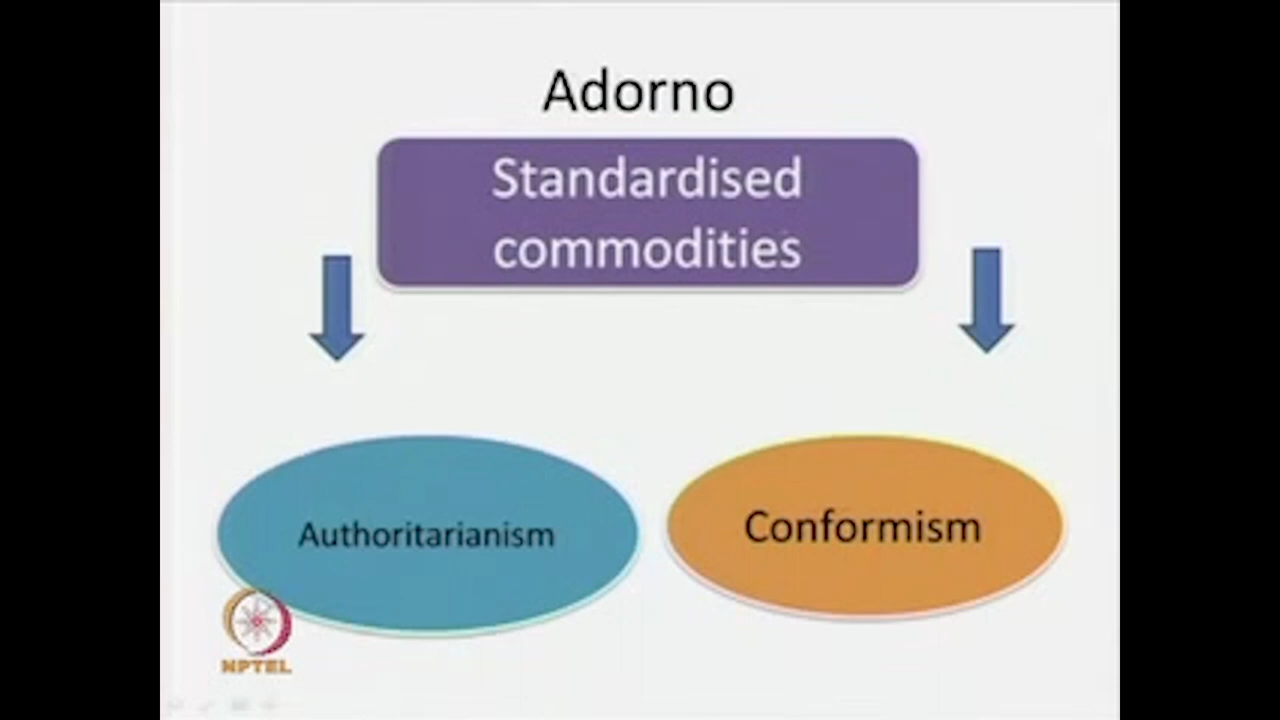 Adorno
Standardised
commodities
Authoritarianism
Conformism
NPTEL